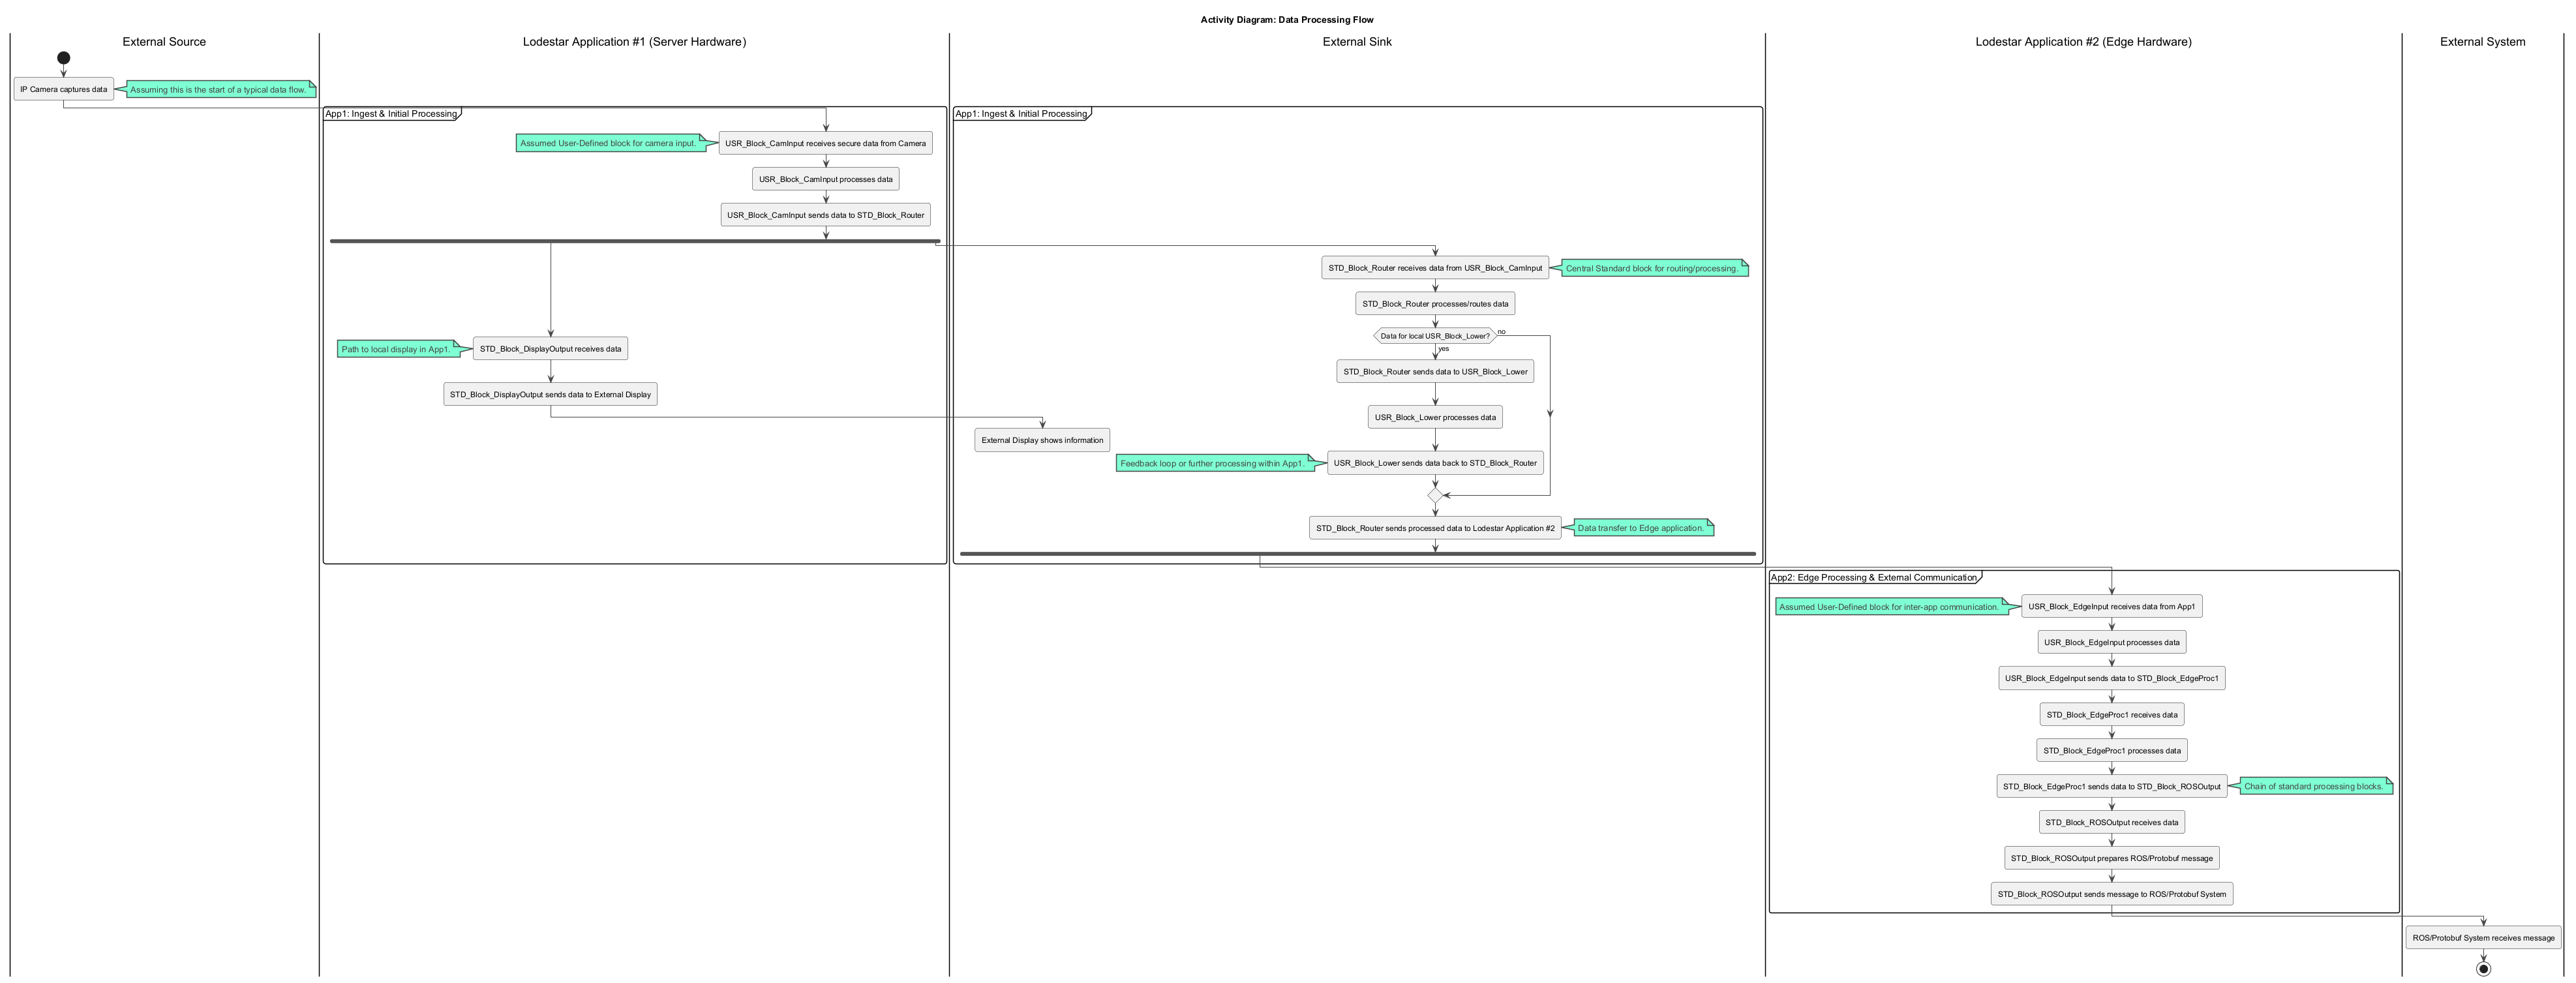 Activity Diagram: Data Processing Flow
External Source
Lodestar Application #1 (Server Hardware)
External Sink
Lodestar Application #2 (Edge Hardware)
External System
IP Camera captures data
Assuming this is the start of a typical data flow.
App1: Ingest & Initial Processing
App1: Ingest & Initial Processing
Assumed User-Defined block for camera input.
USR_Block_CamInput receives secure data from Camera
USR_Block_CamInput processes data
USR_Block_CamInput sends data to STD_Block_Router
STD_Block_Router receives data from USR_Block_CamInput
Central Standard block for routing/processing.
STD_Block_Router processes/routes data
Data for local USR_Block_Lower?
no
yes
Path to local display in App1.
STD_Block_DisplayOutput receives data
STD_Block_Router sends data to USR_Block_Lower
STD_Block_DisplayOutput sends data to External Display
USR_Block_Lower processes data
External Display shows information
Feedback loop or further processing within App1.
USR_Block_Lower sends data back to STD_Block_Router
STD_Block_Router sends processed data to Lodestar Application #2
Data transfer to Edge application.
App2: Edge Processing & External Communication
Assumed User-Defined block for inter-app communication.
USR_Block_EdgeInput receives data from App1
USR_Block_EdgeInput processes data
USR_Block_EdgeInput sends data to STD_Block_EdgeProc1
STD_Block_EdgeProc1 receives data
STD_Block_EdgeProc1 processes data
STD_Block_EdgeProc1 sends data to STD_Block_ROSOutput
Chain of standard processing blocks.
STD_Block_ROSOutput receives data
STD_Block_ROSOutput prepares ROS/Protobuf message
STD_Block_ROSOutput sends message to ROS/Protobuf System
ROS/Protobuf System receives message